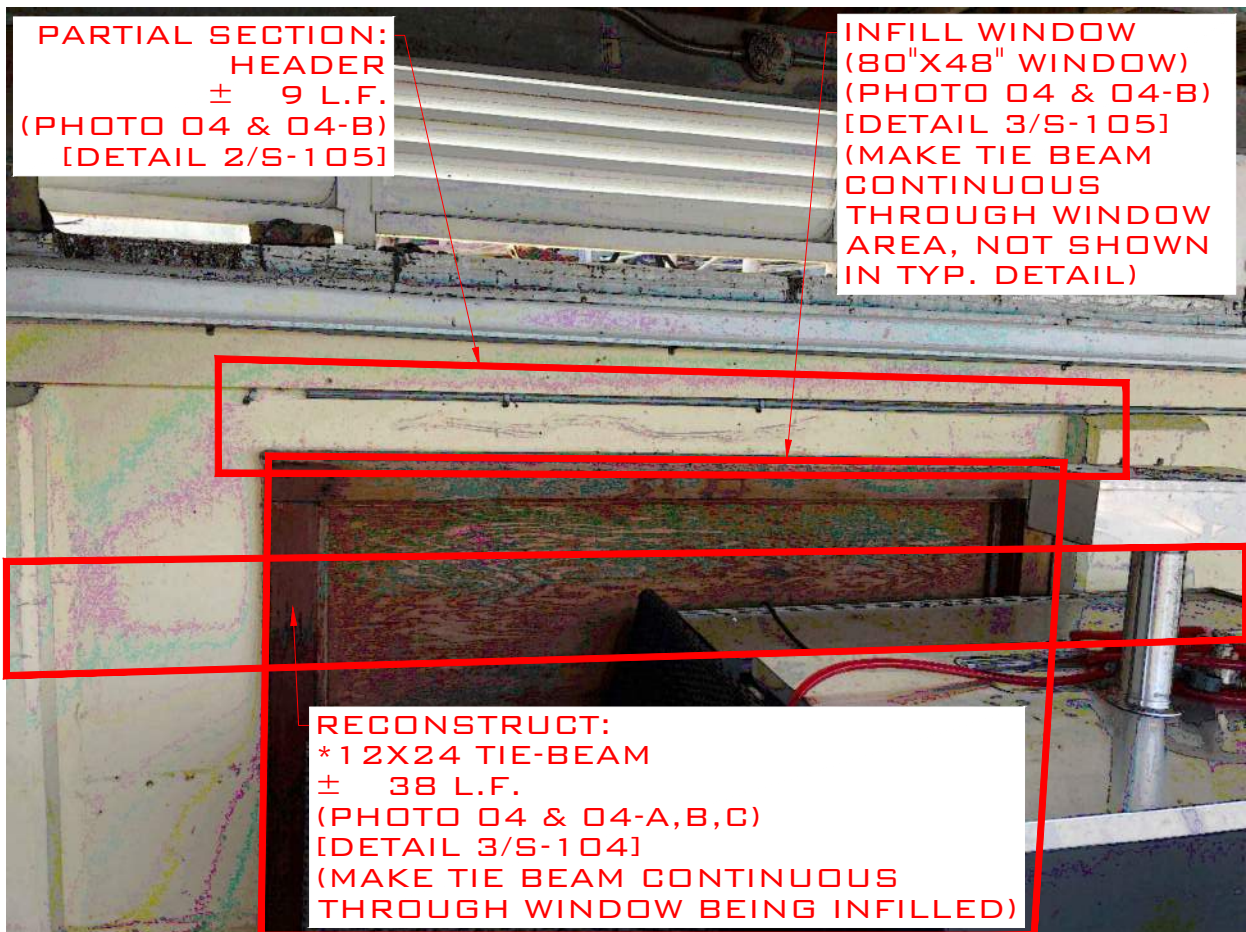 PARTIAL SECTION:
HEADER
± 9 L.F.
(PHOTO 04 & 04-B)
[DETAIL 2/S-105]
INFILL WINDOW
(80"X48" WINDOW)
(PHOTO 04 & 04-B)
[DETAIL 3/S-105]
(MAKE TIE BEAM
CONTINUOUS
THROUGH WINDOW
AREA, NOT SHOWN
IN TYP. DETAIL)
RECONSTRUCT:
*12X24 TIE-BEAM
± 38 L.F.
(PHOTO 04 & 04-A,B,C)
[DETAIL 3/S-104]
(MAKE TIE BEAM CONTINUOUS
THROUGH WINDOW BEING INFILLED)